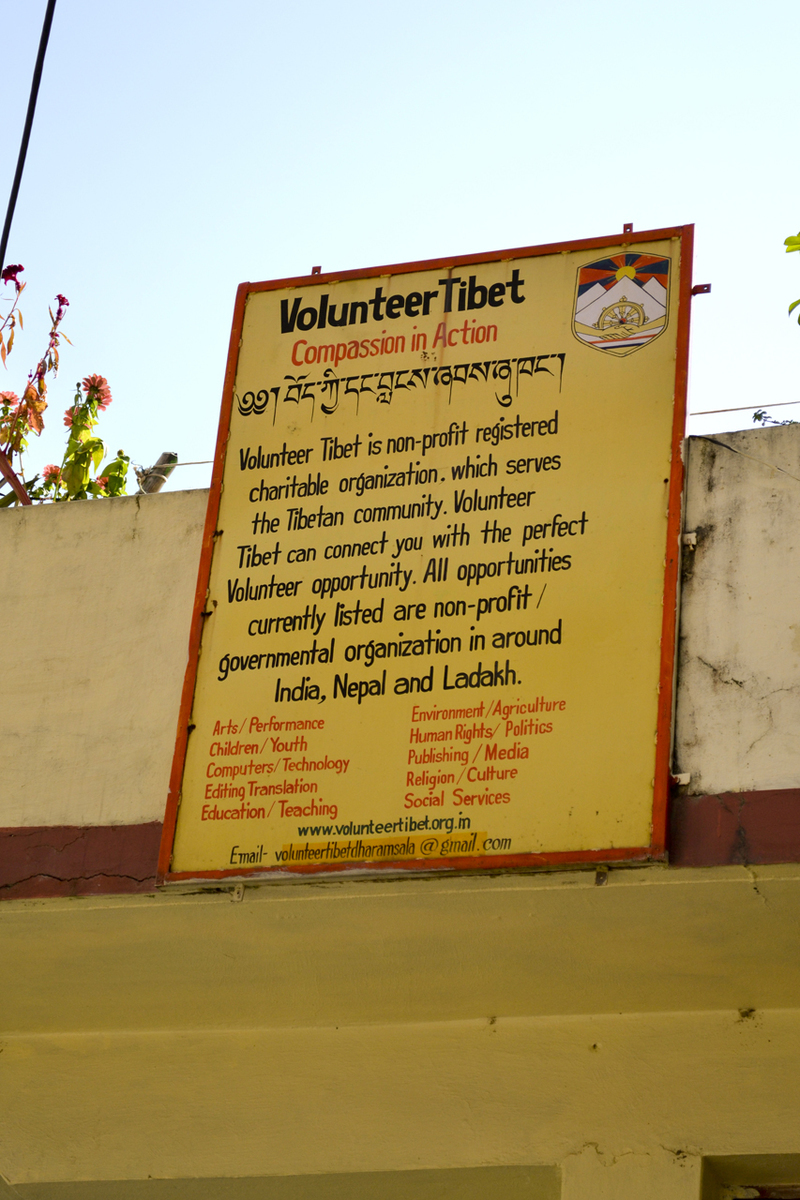 VolunteerTibet
Compassion in Action
༄༅། བོད་ཀྱི་དང་བླངས་ཞབས་ཞུ་ཁང་།
Volunteer Tibet is non-profit registered
charitable organization. which serves
the Tibetan community. Volunteer
Tibet can connect you with the perfect
Volunteer opportunity. All opportunities
currently listed are non-profit /
governmental organization in around
India, Nepal and Ladakh.
Arts / Performance
Children / Youth
Computers / Technology
Editing Translation
Education / Teaching
Environment / Agriculture
Human Rights / Politics
Publishing / Media
Religion / Culture
Social Services
www.volunteertibet.org.in
Email- volunteertibetdharamsala@gmail.com